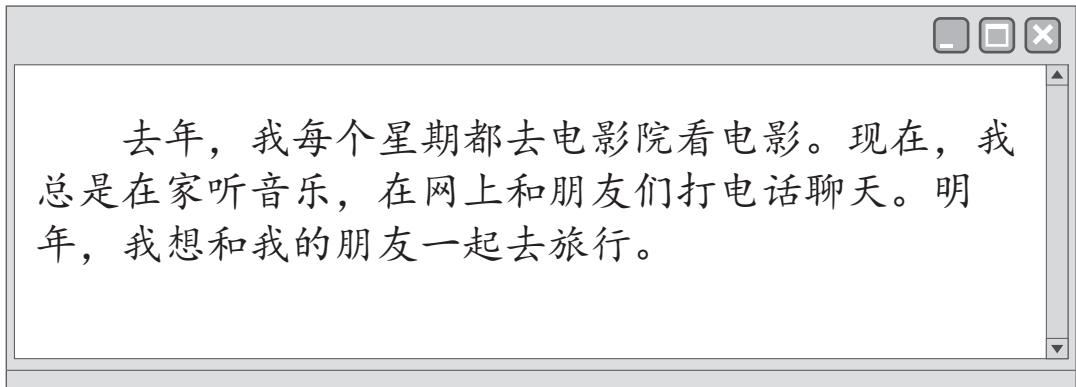 去年，我每个星期都去电影院看电影。现在，我
总是在家听音乐，在网上和朋友们打电话聊天。明
年，我想和我的朋友一起去旅行。